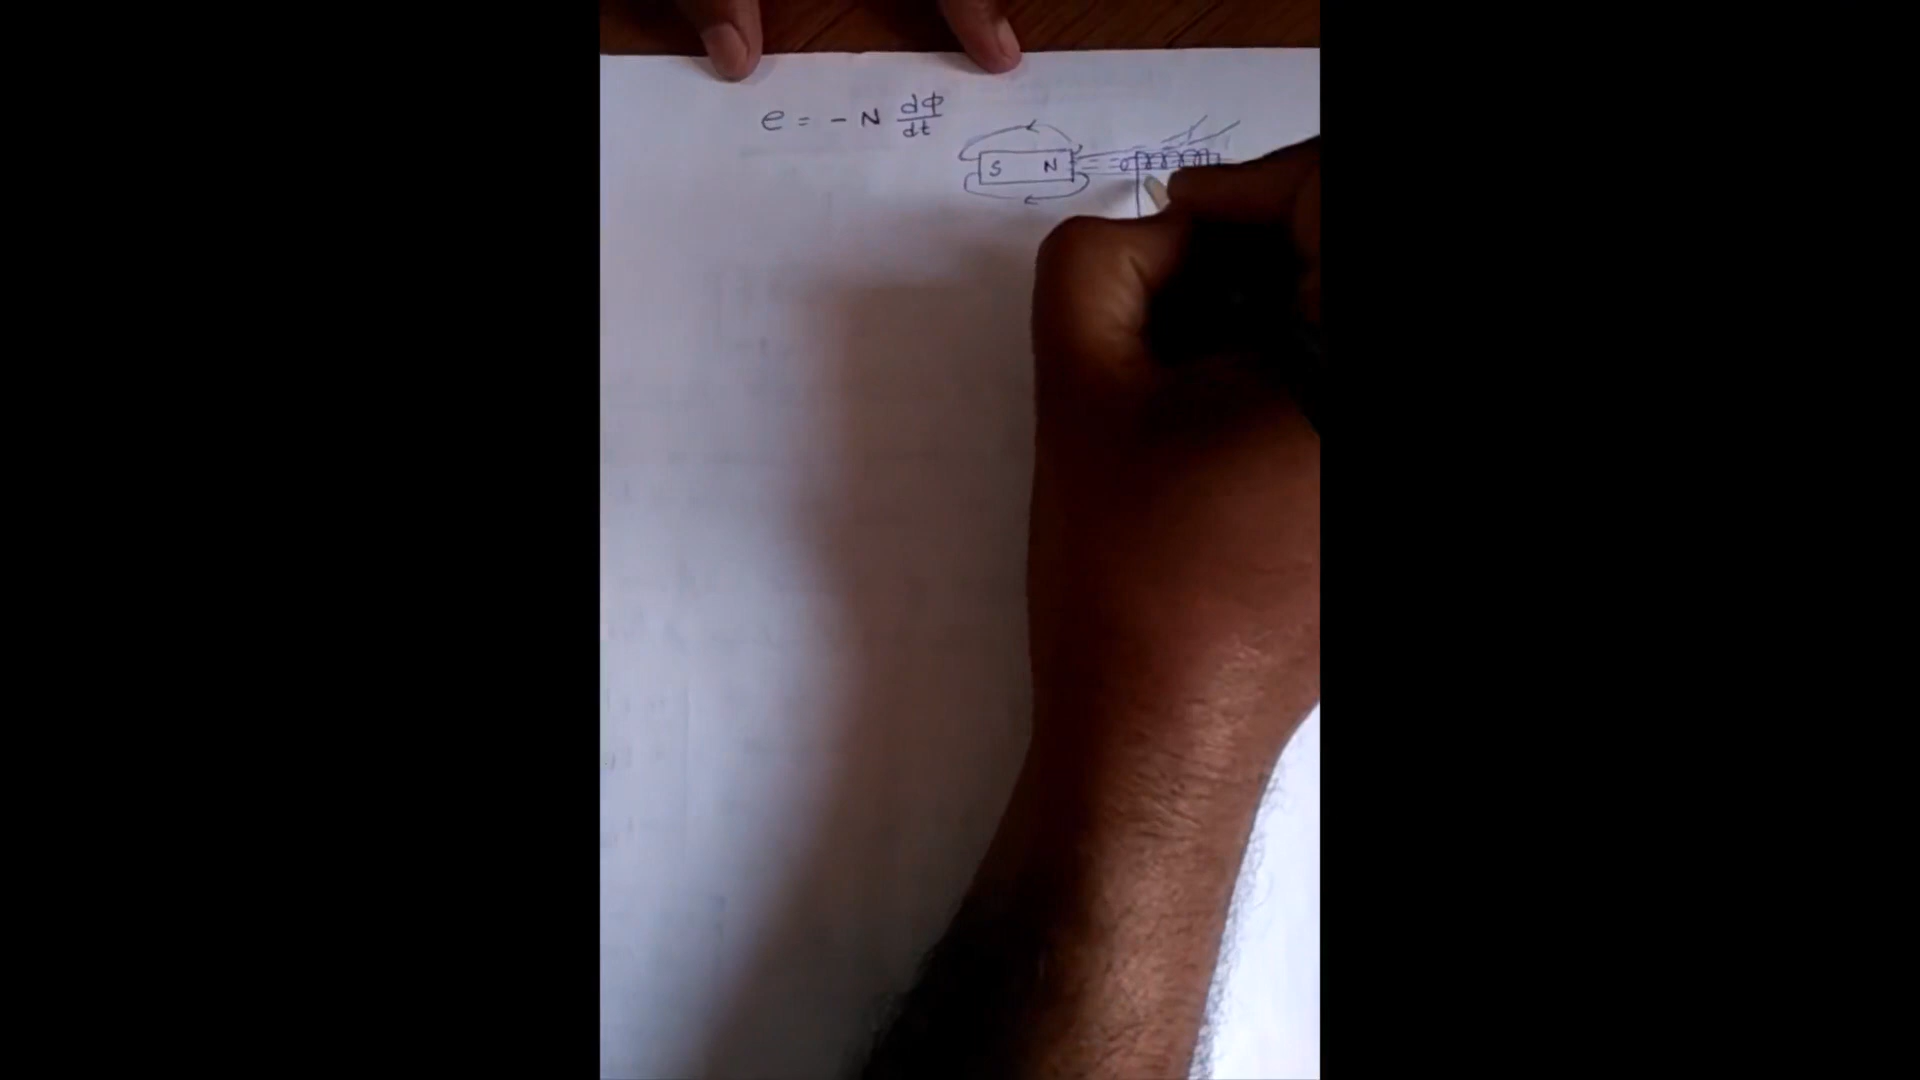 e = - N dΦ/dt
S N